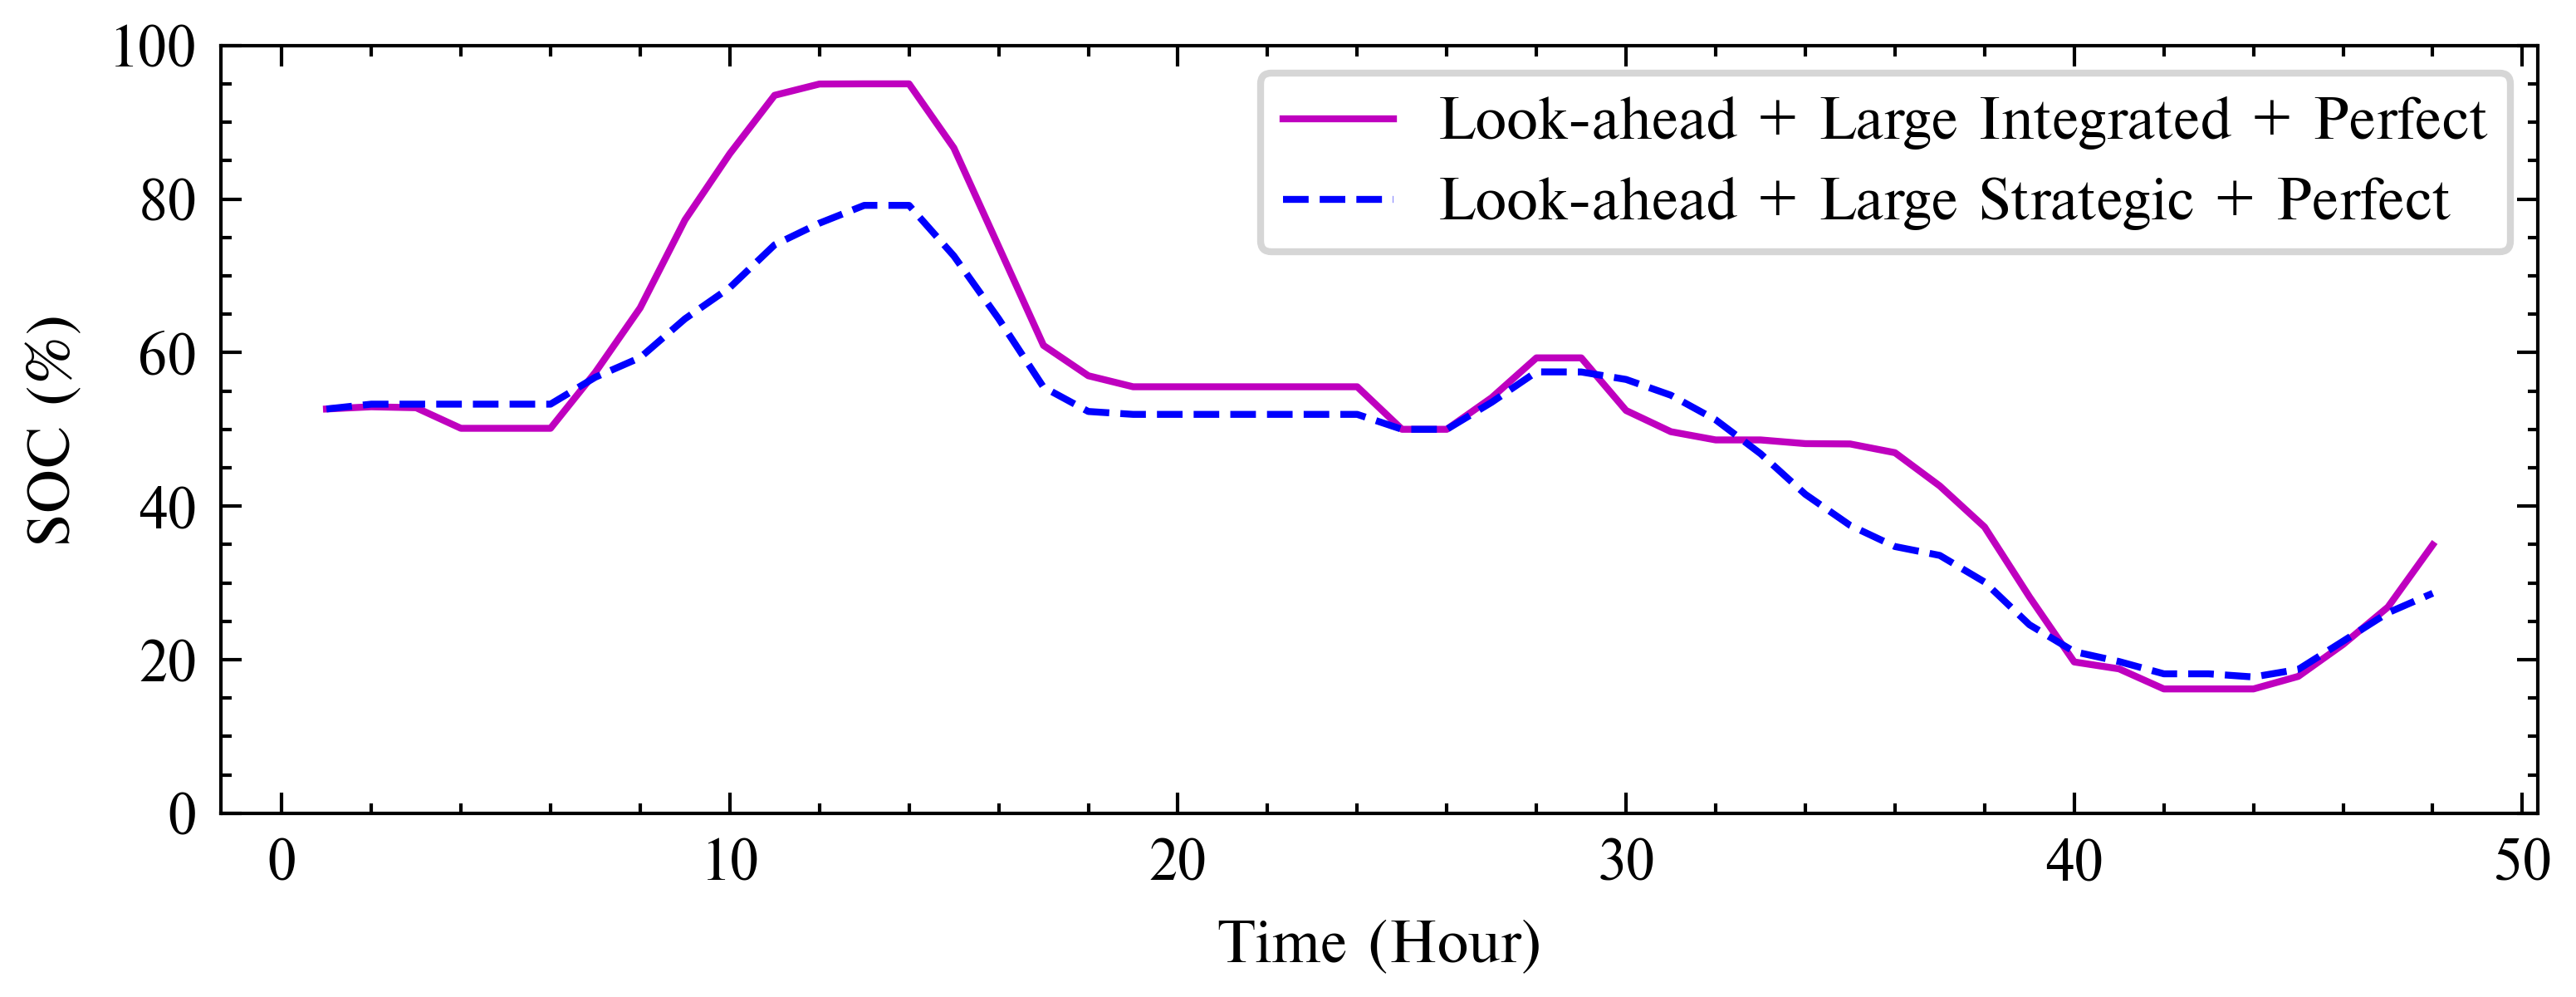 100
80
60
40
20
0
SOC (%)
Look-ahead + Large Integrated + Perfect
Look-ahead + Large Strategic + Perfect
0 10 20 30 40 50
Time (Hour)